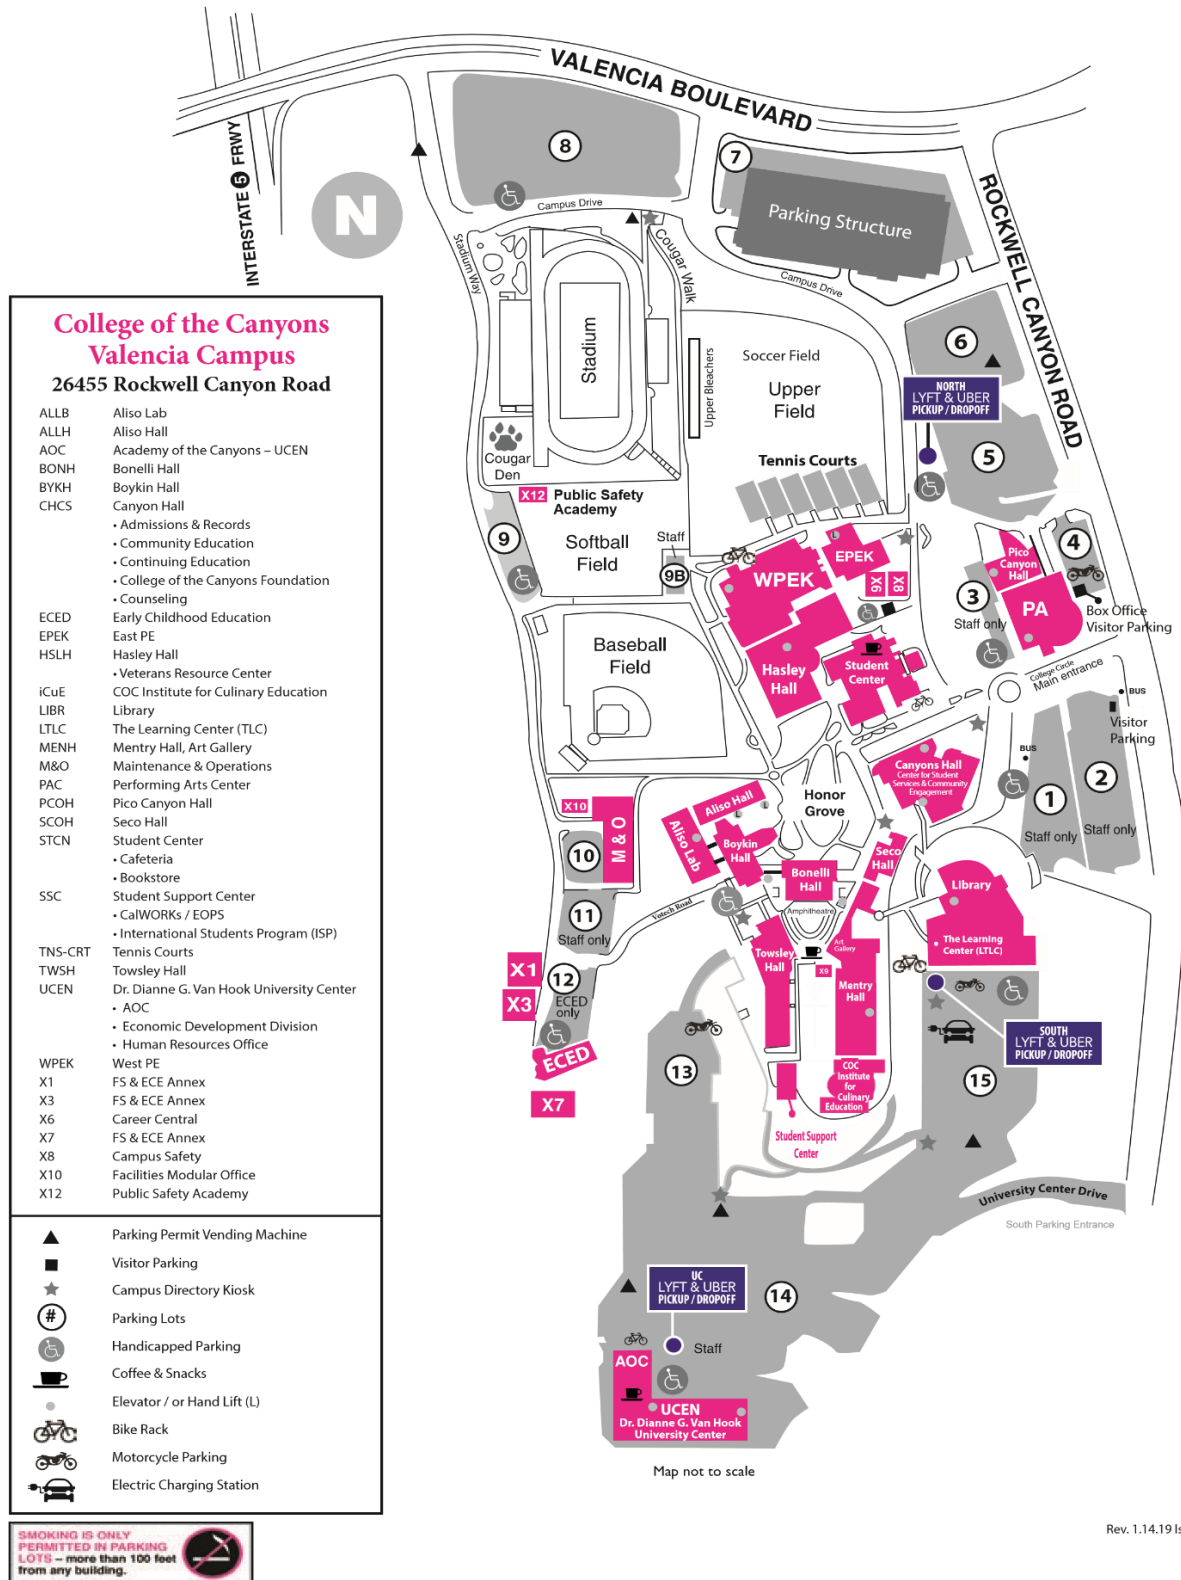 VALENCIA BOULEVARD
INTERSTATE 5 FRWY
ROCKWELL CANYON ROAD
N
8
7
Parking Structure
Campus Drive
Stadium Way
Cougar Walk
Campus Drive
Stadium
Upper Bleachers
Soccer Field
Upper
Field
6
NORTH
LYFT & UBER
PICKUP / DROPOFF
5
Cougar
Den
Tennis Courts
X12 Public Safety
Academy
9
Softball
Field
Staff
9B
WPEK
EPEK
X6
X8
Pico
Canyon
Hall
4
3
Staff only
PA
Box Office
Visitor Parking
Baseball
Field
Hasley
Hall
Student
Center
College Circle
Main entrance
BUS
Visitor
Parking
BUS
Canyons Hall
Center for Student
Services & Community
Engagement
1
Staff only
2
Staff only
Honor
Grove
X10
M & O
10
Aliso Hall
Aliso Lab
Boykin
Hall
Bonelli
Hall
Seco
Hall
Library
The Learning
Center (LTLC)
11
Staff only
Votech Road
Amphitheatre
Art
Gallery
Towsley
Hall
X9
Mentry
Hall
X1
X3
12
ECED
only
ECED
X7
13
COC
Institute
for
Culinary
Education
Student Support
Center
SOUTH
LYFT & UBER
PICKUP / DROPOFF
15
University Center Drive
South Parking Entrance
UC
LYFT & UBER
PICKUP / DROPOFF
14
Staff
AOC
UCEN
Dr. Dianne G. Van Hook
University Center
Map not to scale
Rev. 1.14.19
College of the Canyons
Valencia Campus
26455 Rockwell Canyon Road
ALLB Aliso Lab
ALLH Aliso Hall
AOC Academy of the Canyons – UCEN
BONH Bonelli Hall
BYKH Boykin Hall
CHCS Canyon Hall
• Admissions & Records
• Community Education
• Continuing Education
• College of the Canyons Foundation
• Counseling
ECED Early Childhood Education
EPEK East PE
HSLH Hasley Hall
• Veterans Resource Center
iCuE COC Institute for Culinary Education
LIBR Library
LTLC The Learning Center (TLC)
MENH Mentry Hall, Art Gallery
M&O Maintenance & Operations
PAC Performing Arts Center
PCOH Pico Canyon Hall
SCOH Seco Hall
STCN Student Center
• Cafeteria
• Bookstore
SSC Student Support Center
• CalWORKs / EOPS
• International Students Program (ISP)
TNS-CRT Tennis Courts
TWSH Towsley Hall
UCEN Dr. Dianne G. Van Hook University Center
• AOC
• Economic Development Division
• Human Resources Office
WPEK West PE
X1 FS & ECE Annex
X3 FS & ECE Annex
X6 Career Central
X7 FS & ECE Annex
X8 Campus Safety
X10 Facilities Modular Office
X12 Public Safety Academy
Parking Permit Vending Machine
Visitor Parking
Campus Directory Kiosk
# Parking Lots
Handicapped Parking
Coffee & Snacks
Elevator / or Hand Lift (L)
Bike Rack
Motorcycle Parking
Electric Charging Station
SMOKING IS ONLY
PERMITTED IN PARKING
LOTS – more than 100 feet
from any building.